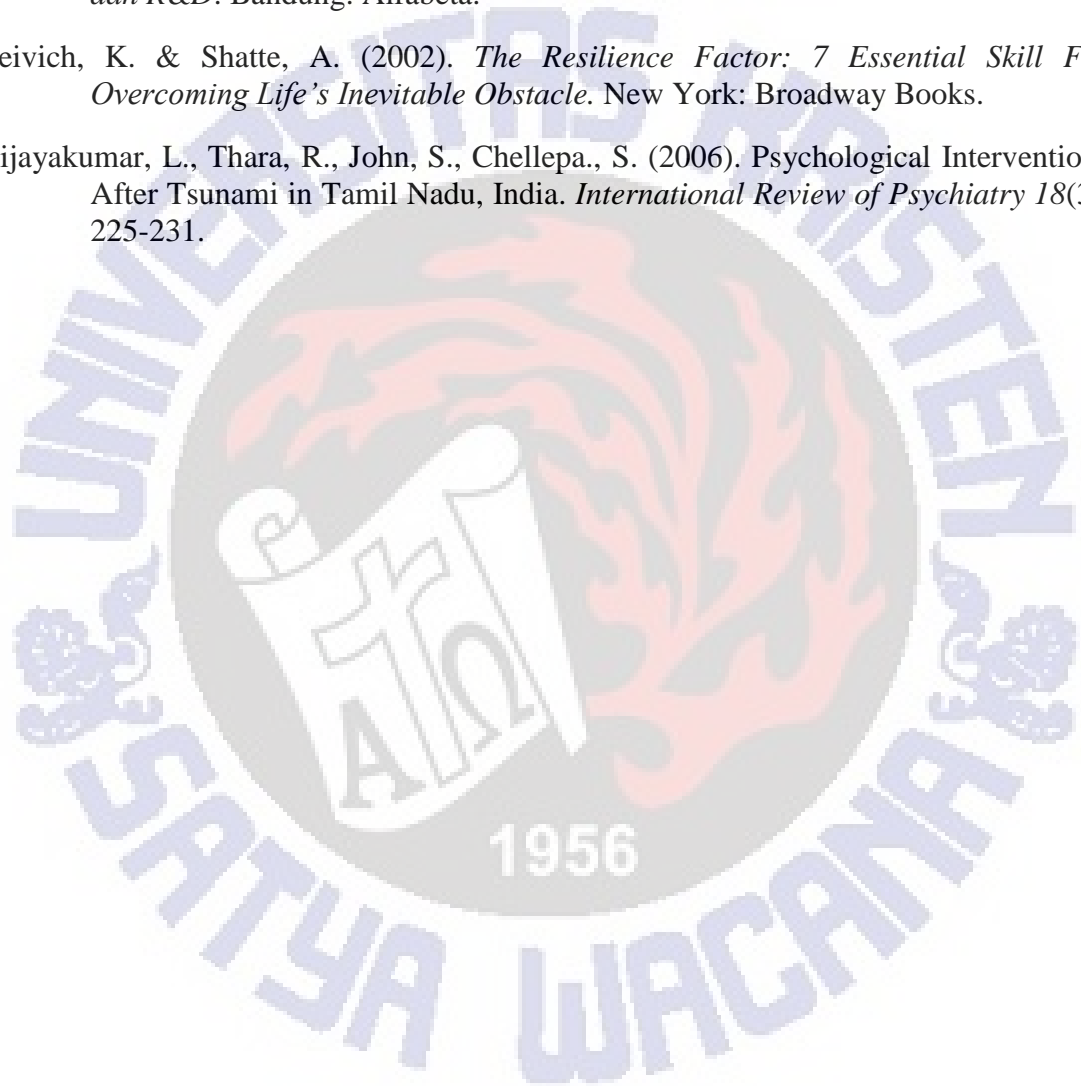 dan R&D. Bandung: Alfabeta.
eivich, K. & Shatte, A. (2002). The Resilience Factor: 7 Essential Skill F
Overcoming Life's Inevitable Obstacle. New York: Broadway Books.
ijayakumar, L., Thara, R., John, S., Chellepa., S. (2006). Psychological Interventio
After Tsunami in Tamil Nadu, India. International Review of Psychiatry 18(3
225-231.
UNIVERSITAS KRISTEN
A Ω
1956
SATYA WACANA